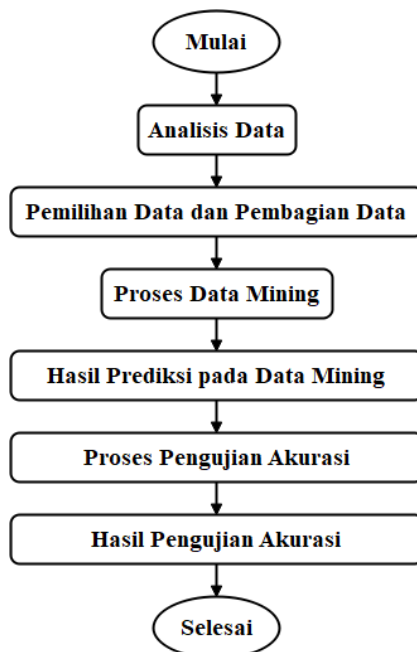 Mulai
Analisis Data
Pemilihan Data dan Pembagian Data
Proses Data Mining
Hasil Prediksi pada Data Mining
Proses Pengujian Akurasi
Hasil Pengujian Akurasi
Selesai